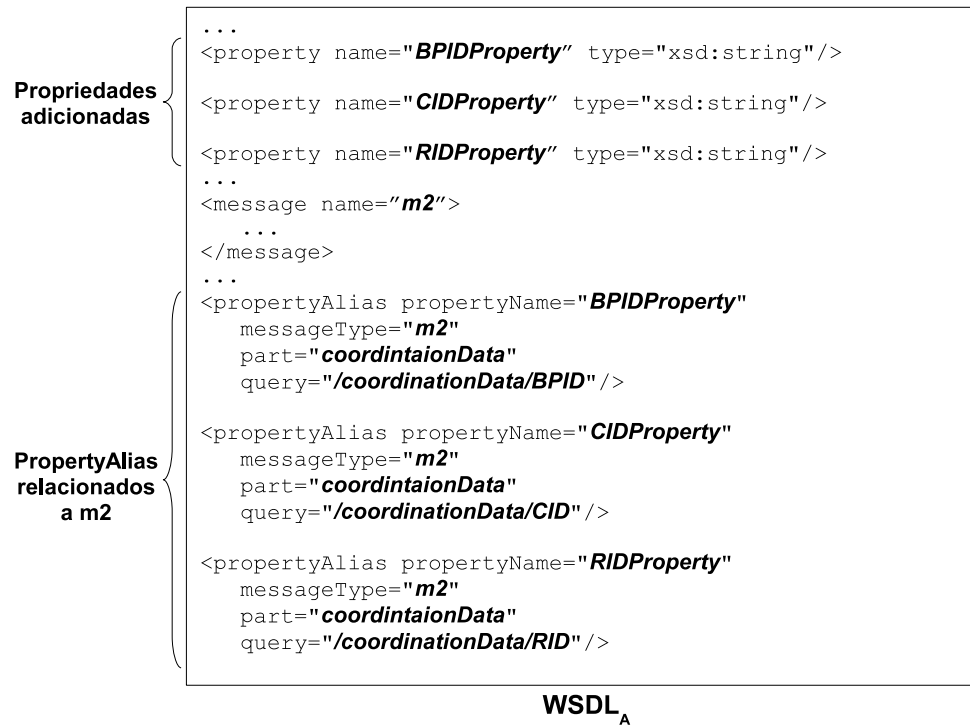 ...
<property name="BPIDProperty” type="xsd:string"/>
Propriedades
adicionadas
<property name="CIDProperty” type="xsd:string"/>
<property name="RIDProperty” type="xsd:string"/>
...
<message name=”m2”>
...
</message>
...
<propertyAlias propertyName="BPIDProperty"
messageType="m2"
part="coordintaionData"
query="/coordinationData/BPID"/>
<propertyAlias propertyName="CIDProperty"
messageType="m2"
part="coordintaionData"
query="/coordinationData/CID"/>
PropertyAlias
relacionados
a m2
<propertyAlias propertyName="RIDProperty"
messageType="m2"
part="coordintaionData"
query="/coordinationData/RID"/>
WSDLA